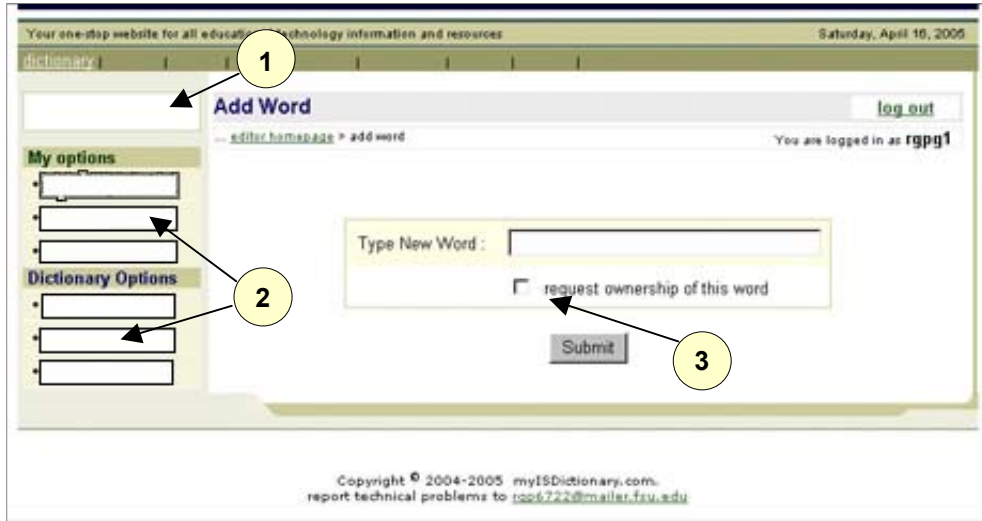 Your one-stop website for all education technology information and resources Saturday, April 16, 2005
dictionary | | | | | | |
1
Add Word log out
... editor homepage > add word You are logged in as rgpg1
My options
Type New Word :
request ownership of this word
Dictionary Options
2
Submit
3
Copyright © 2004-2005 myISDictionary.com.
report technical problems to rgp6722@mailer.fsu.edu